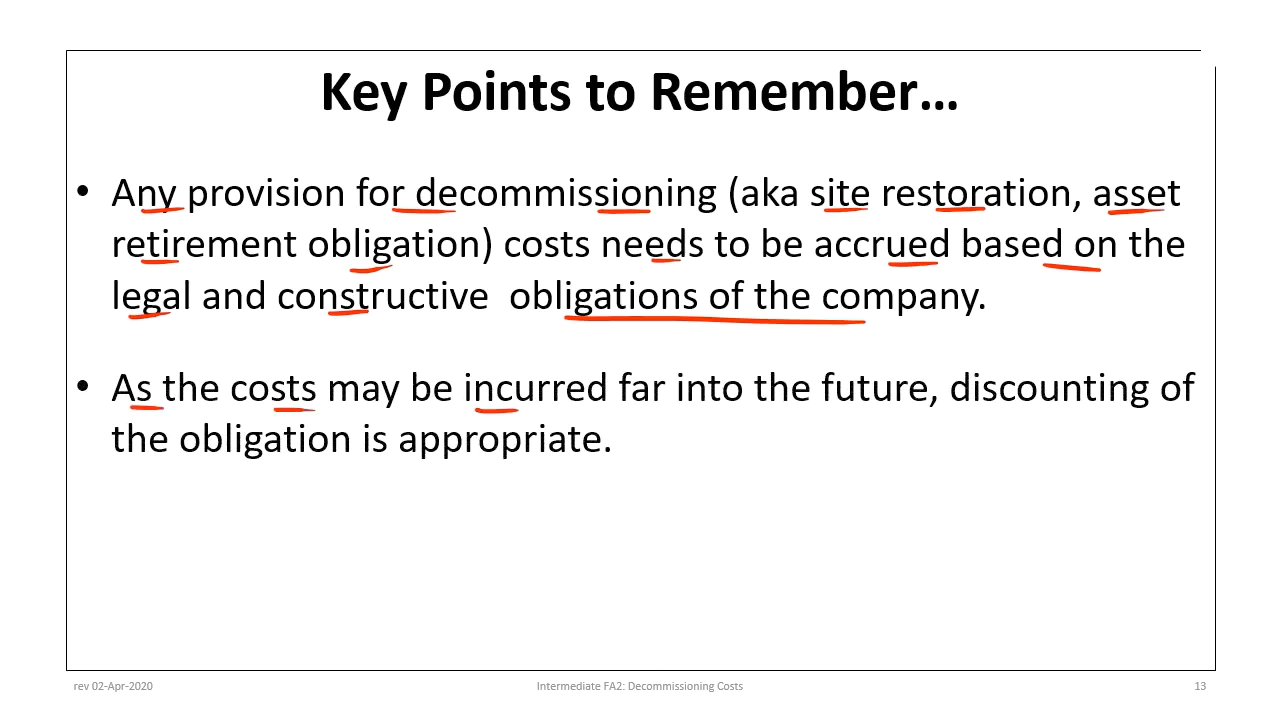 Key Points to Remember…
• Any provision for decommissioning (aka site restoration, asset
retirement obligation) costs needs to be accrued based on the
legal and constructive  obligations of the company.
• As the costs may be incurred far into the future, discounting of
the obligation is appropriate.
rev 02-Apr-2020
Intermediate FA2: Decommissioning Costs
13